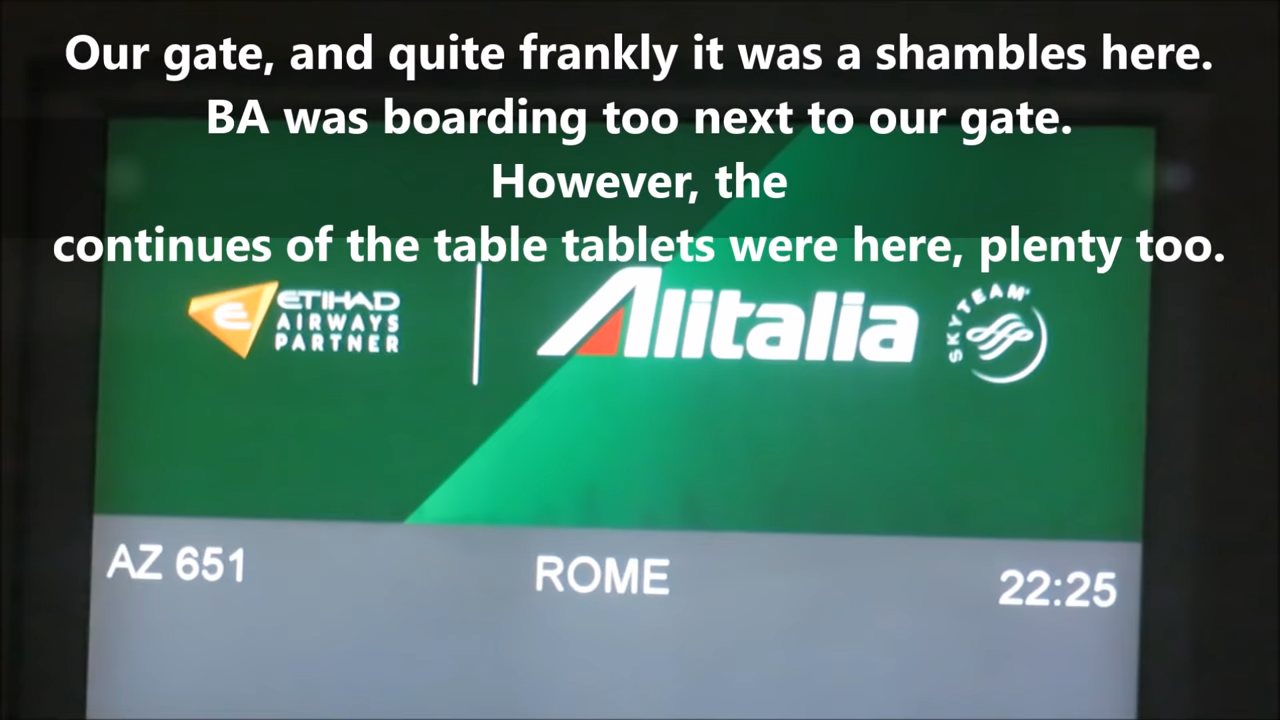 Our gate, and quite frankly it was a shambles here.
BA was boarding too next to our gate.
However, the
continues of the table tablets were here, plenty too.
ETIHAD
AIRWAYS
PARTNER
Alitalia
SKYTEAM
AZ 651 ROME 22:25